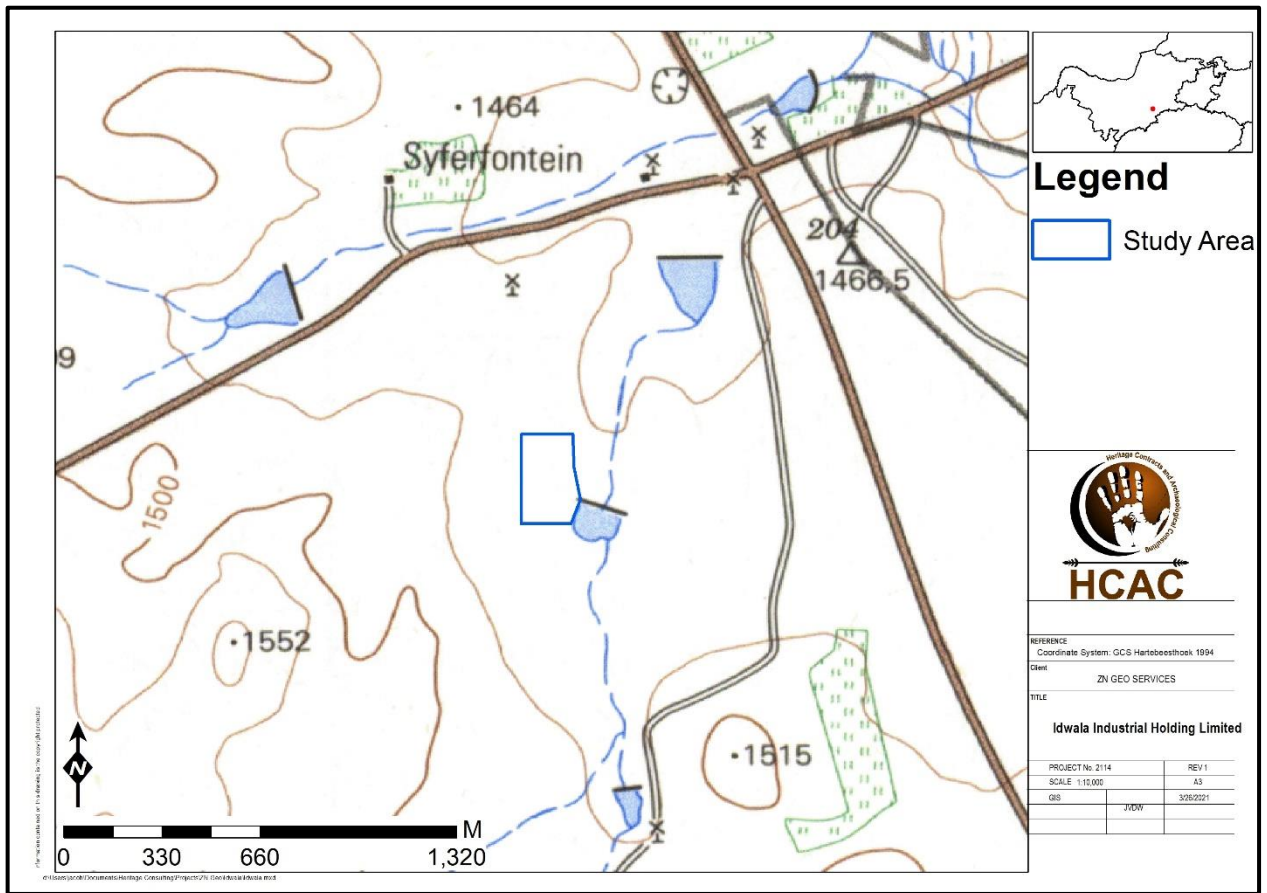 1464
Syferfontein
204
1466,5
99
1500
1552
1515
N
M
0
330
660
1,320
Legend
Study Area
Heritage Contracts and Archaeological Consulting
HCAC
REFERENCE
Coordinate System: GCS Hartebeesthoek 1994
Client
ZN GEO SERVICES
TITLE
Idwala Industrial Holding Limited
PROJECT No. 2114
REV 1
SCALE 1:10,000
A3
GIS
JVDW
3/26/2021